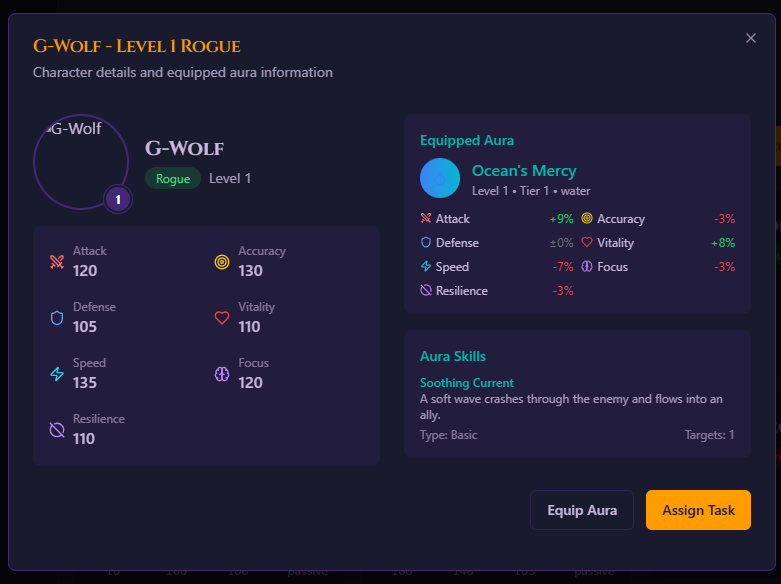 G-Wolf - Level 1 Rogue
Character details and equipped aura information
G-Wolf
G-Wolf
Rogue Level 1
1
Attack
120
Accuracy
130
Defense
105
Vitality
110
Speed
135
Focus
120
Resilience
110
Equipped Aura
Ocean's Mercy
Level 1 • Tier 1 • water
Attack +9% Accuracy -3%
Defense ±0% Vitality +8%
Speed -7% Focus -3%
Resilience -3%
Aura Skills
Soothing Current
A soft wave crashes through the enemy and flows into an
ally.
Type: Basic Targets: 1
Equip Aura Assign Task